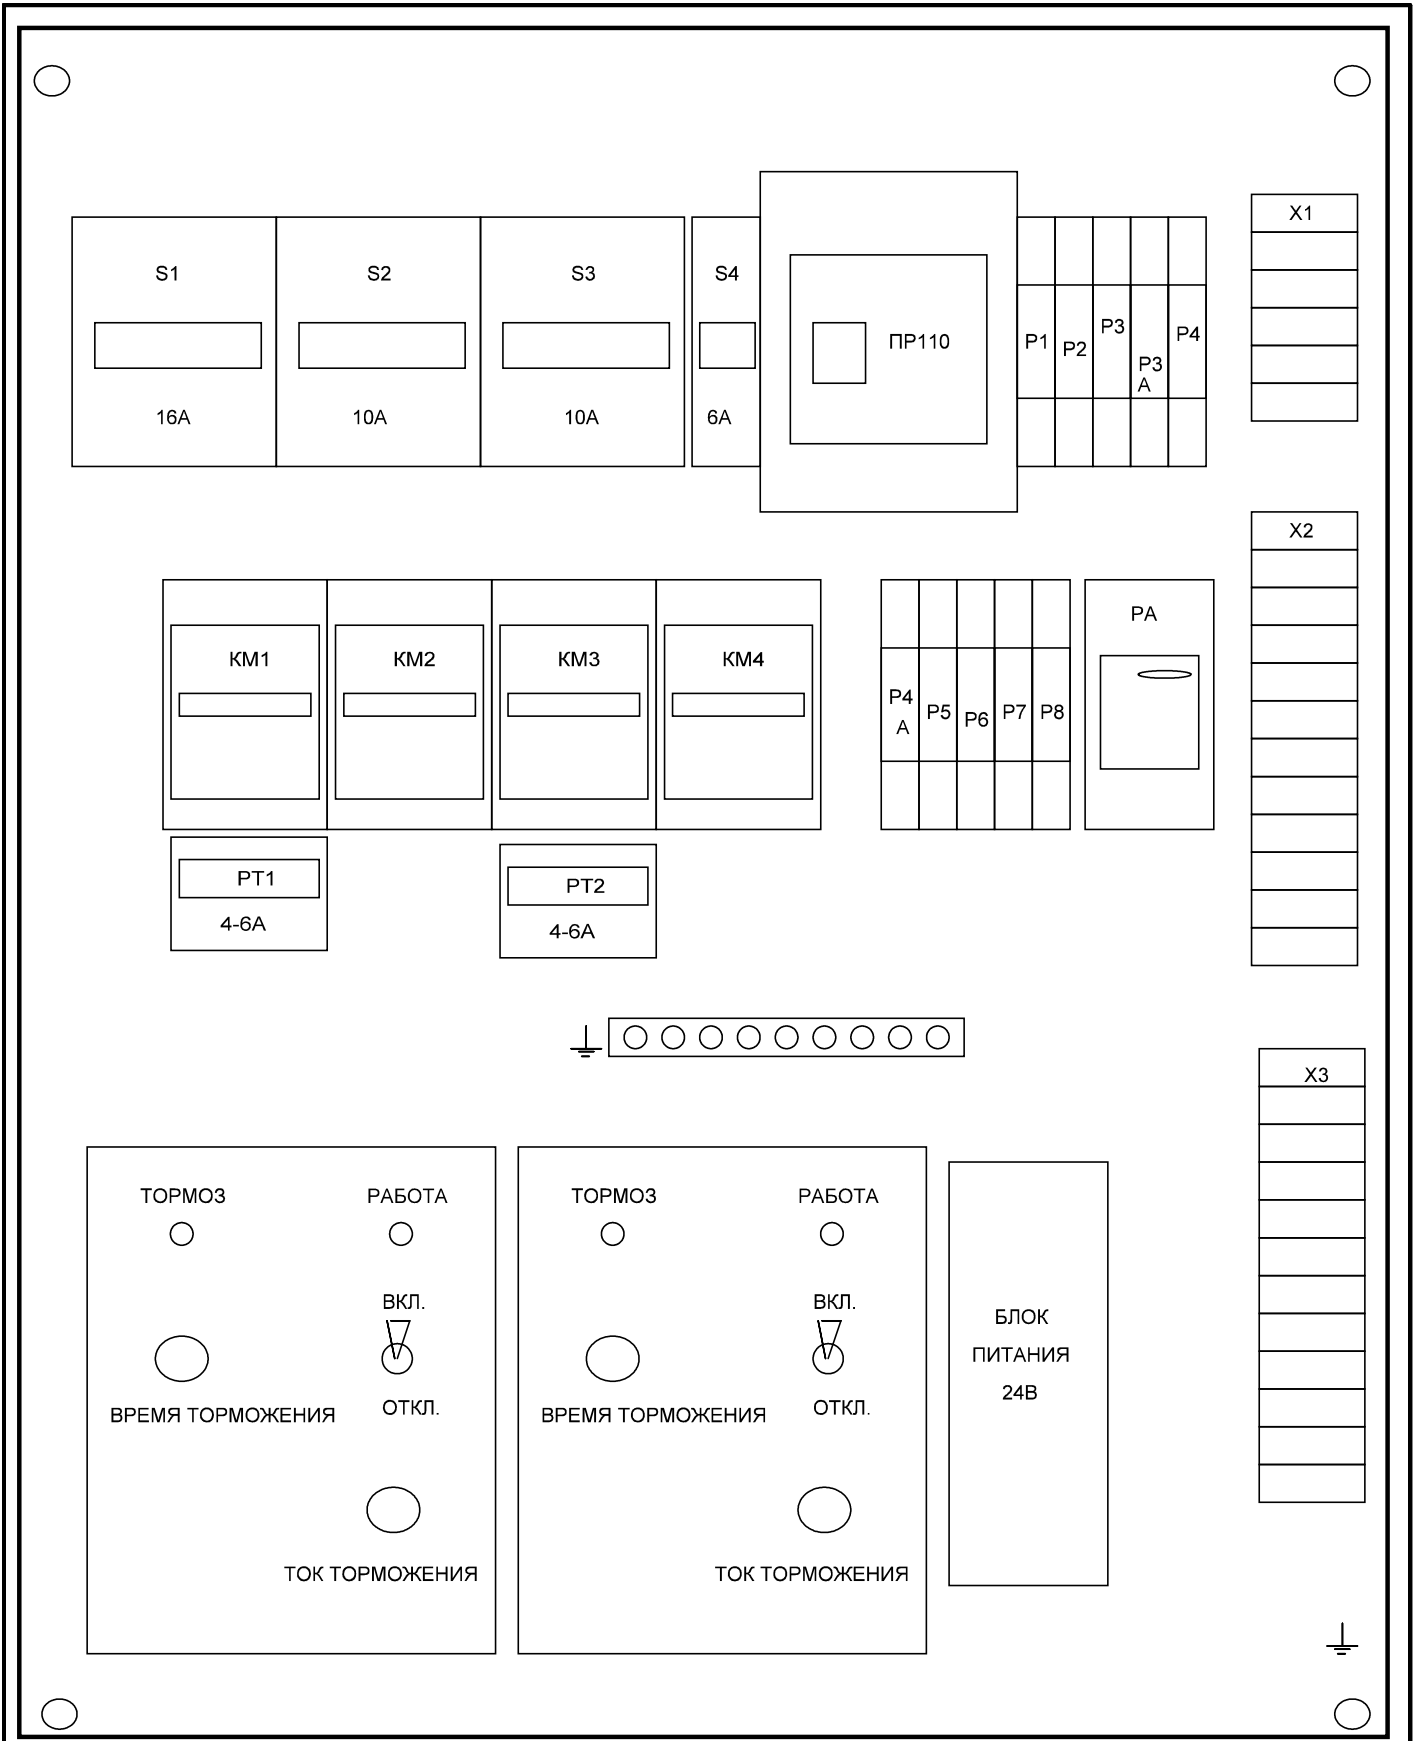 X1
S1
S2
S3
S4
ПР110
P1
P2
P3
P3
A
P4
16A
10A
10A
6A
X2
KM1
KM2
KM3
KM4
P4
A
P5
P6
P7
P8
PA
PT1
4-6A
PT2
4-6A
X3
ТОРМОЗ
РАБОТА
ВКЛ.
ОТКЛ.
ВРЕМЯ ТОРМОЖЕНИЯ
ТОК ТОРМОЖЕНИЯ
ТОРМОЗ
РАБОТА
ВКЛ.
ОТКЛ.
ВРЕМЯ ТОРМОЖЕНИЯ
ТОК ТОРМОЖЕНИЯ
БЛОК
ПИТАНИЯ
24В